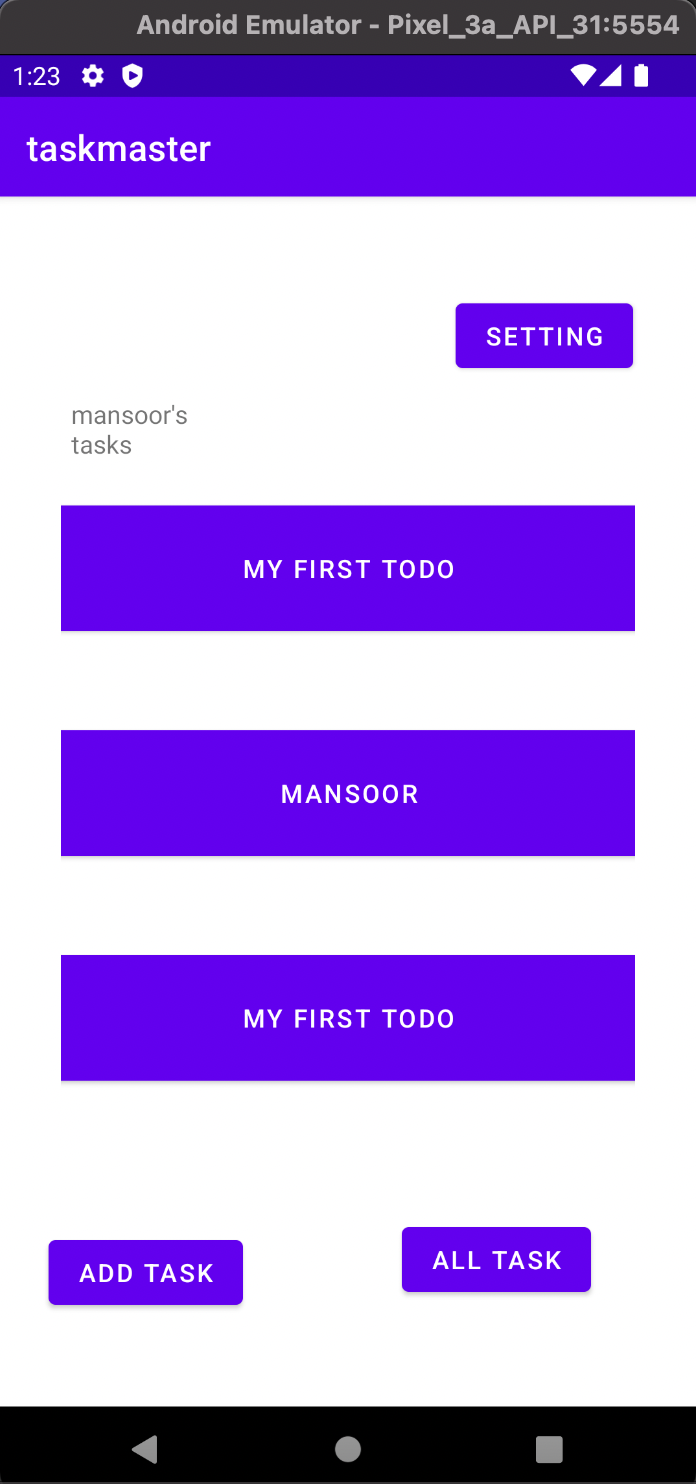 Android Emulator - Pixel_3a_API_31:5554
1:23
taskmaster
SETTING
mansoor's
tasks
MY FIRST TODO
MANSOOR
MY FIRST TODO
ADD TASK
ALL TASK